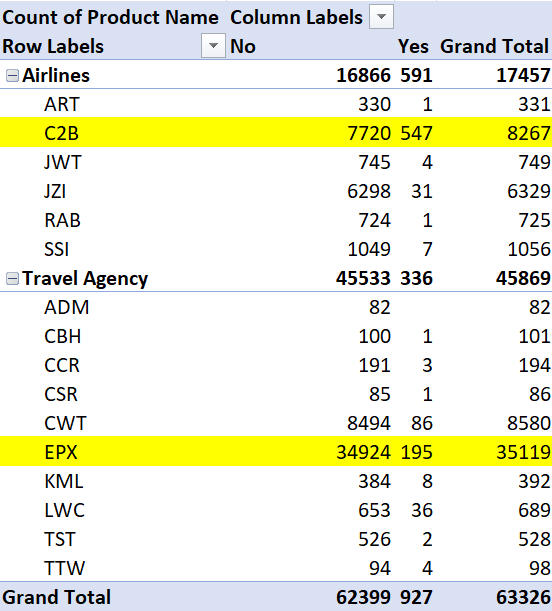 Count of Product Name Column Labels
Row Labels No Yes Grand Total
Airlines 16866 591 17457
ART 330 1 331
C2B 7720 547 8267
JWT 745 4 749
JZI 6298 31 6329
RAB 724 1 725
SSI 1049 7 1056
Travel Agency 45533 336 45869
ADM 82 82
CBH 100 1 101
CCR 191 3 194
CSR 85 1 86
CWT 8494 86 8580
EPX 34924 195 35119
KML 384 8 392
LWC 653 36 689
TST 526 2 528
TTW 94 4 98
Grand Total 62399 927 63326